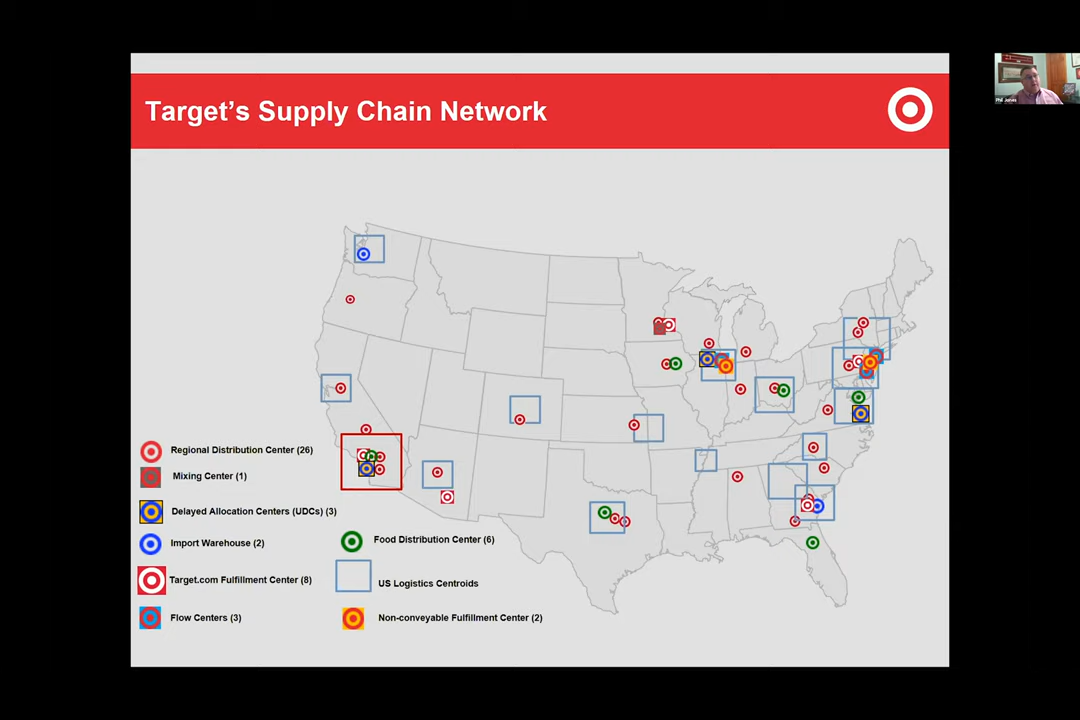 Target's Supply Chain Network
Phil Jones
Regional Distribution Center (26)
Mixing Center (1)
Delayed Allocation Centers (UDCs) (3)
Import Warehouse (2)
Target.com Fulfillment Center (8)
Flow Centers (3)
Food Distribution Center (6)
US Logistics Centroids
Non-conveyable Fulfillment Center (2)